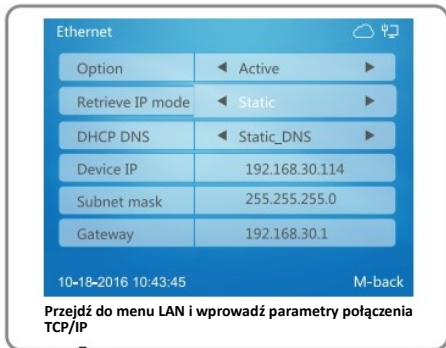 Ethernet
Option ◀ Active ▶
Retrieve IP mode ◀ Static ▶
DHCP DNS ◀ Static_DNS ▶
Device IP 192.168.30.114
Subnet mask 255.255.255.0
Gateway 192.168.30.1
10-18-2016 10:43:45 M-back
Przejdź do menu LAN i wprowadź parametry połączenia
TCP/IP